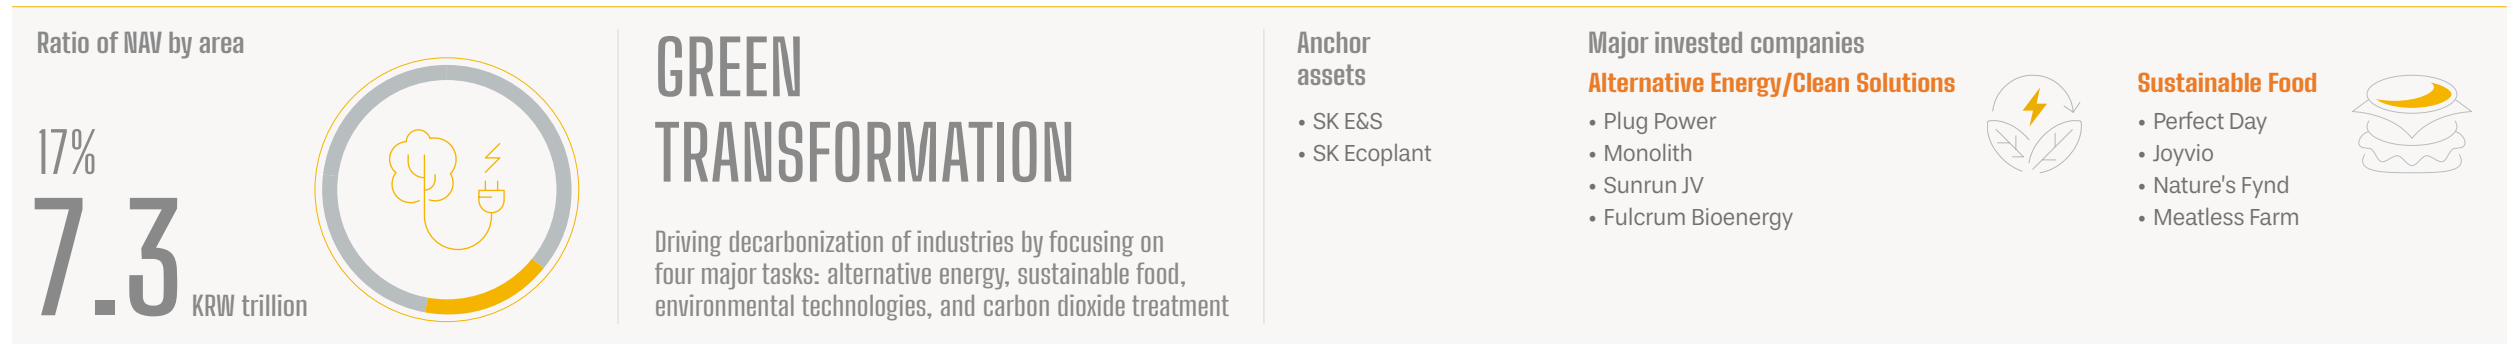 Ratio of NAV by area
17%
7.3 KRW trillion
GREEN
TRANSFORMATION
Driving decarbonization of industries by focusing on
four major tasks: alternative energy, sustainable food,
environmental technologies, and carbon dioxide treatment
Anchor
assets
• SK E&S
• SK Ecoplant
Major invested companies
Alternative Energy/Clean Solutions
• Plug Power
• Monolith
• Sunrun JV
• Fulcrum Bioenergy
Sustainable Food
• Perfect Day
• Joyvio
• Nature's Fynd
• Meatless Farm